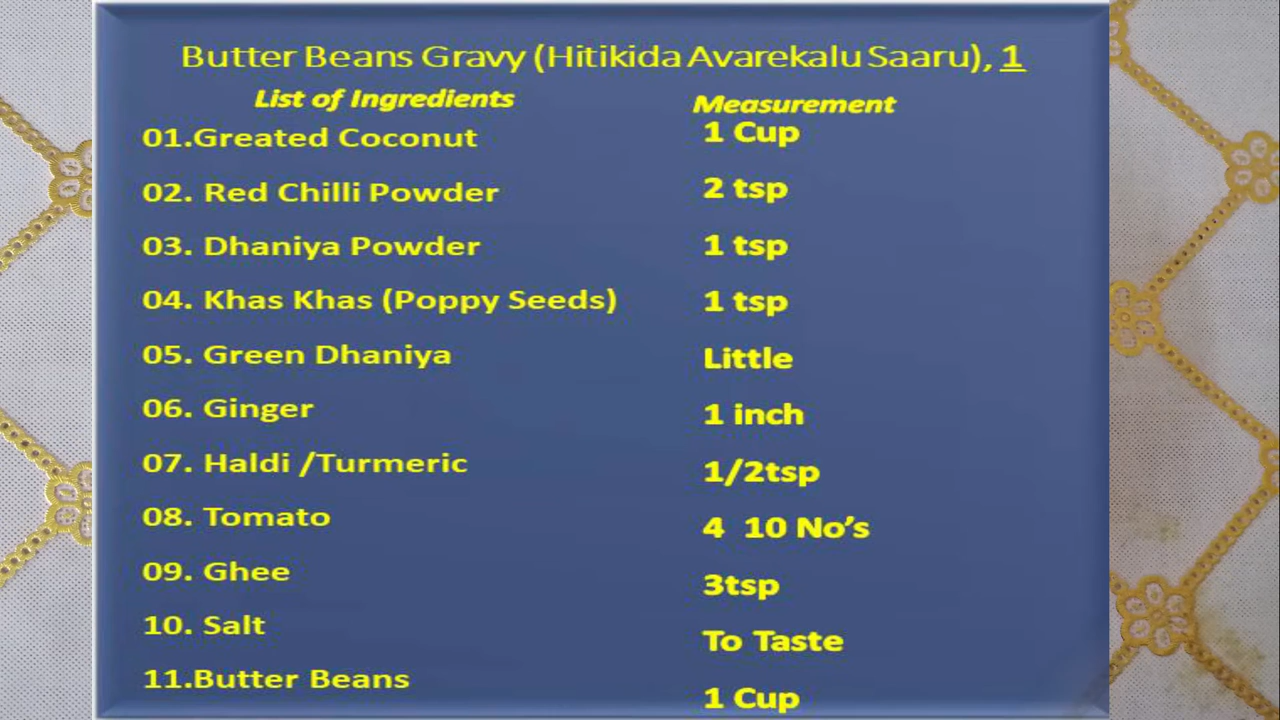 Butter Beans Gravy (Hitikida Avarekalu Saaru), 1
List of Ingredients Measurement
01.Greated Coconut 1 Cup
02. Red Chilli Powder 2 tsp
03. Dhaniya Powder 1 tsp
04. Khas Khas (Poppy Seeds) 1 tsp
05. Green Dhaniya Little
06. Ginger 1 inch
07. Haldi /Turmeric 1/2tsp
08. Tomato 4 10 No’s
09. Ghee 3tsp
10. Salt To Taste
11.Butter Beans 1 Cup